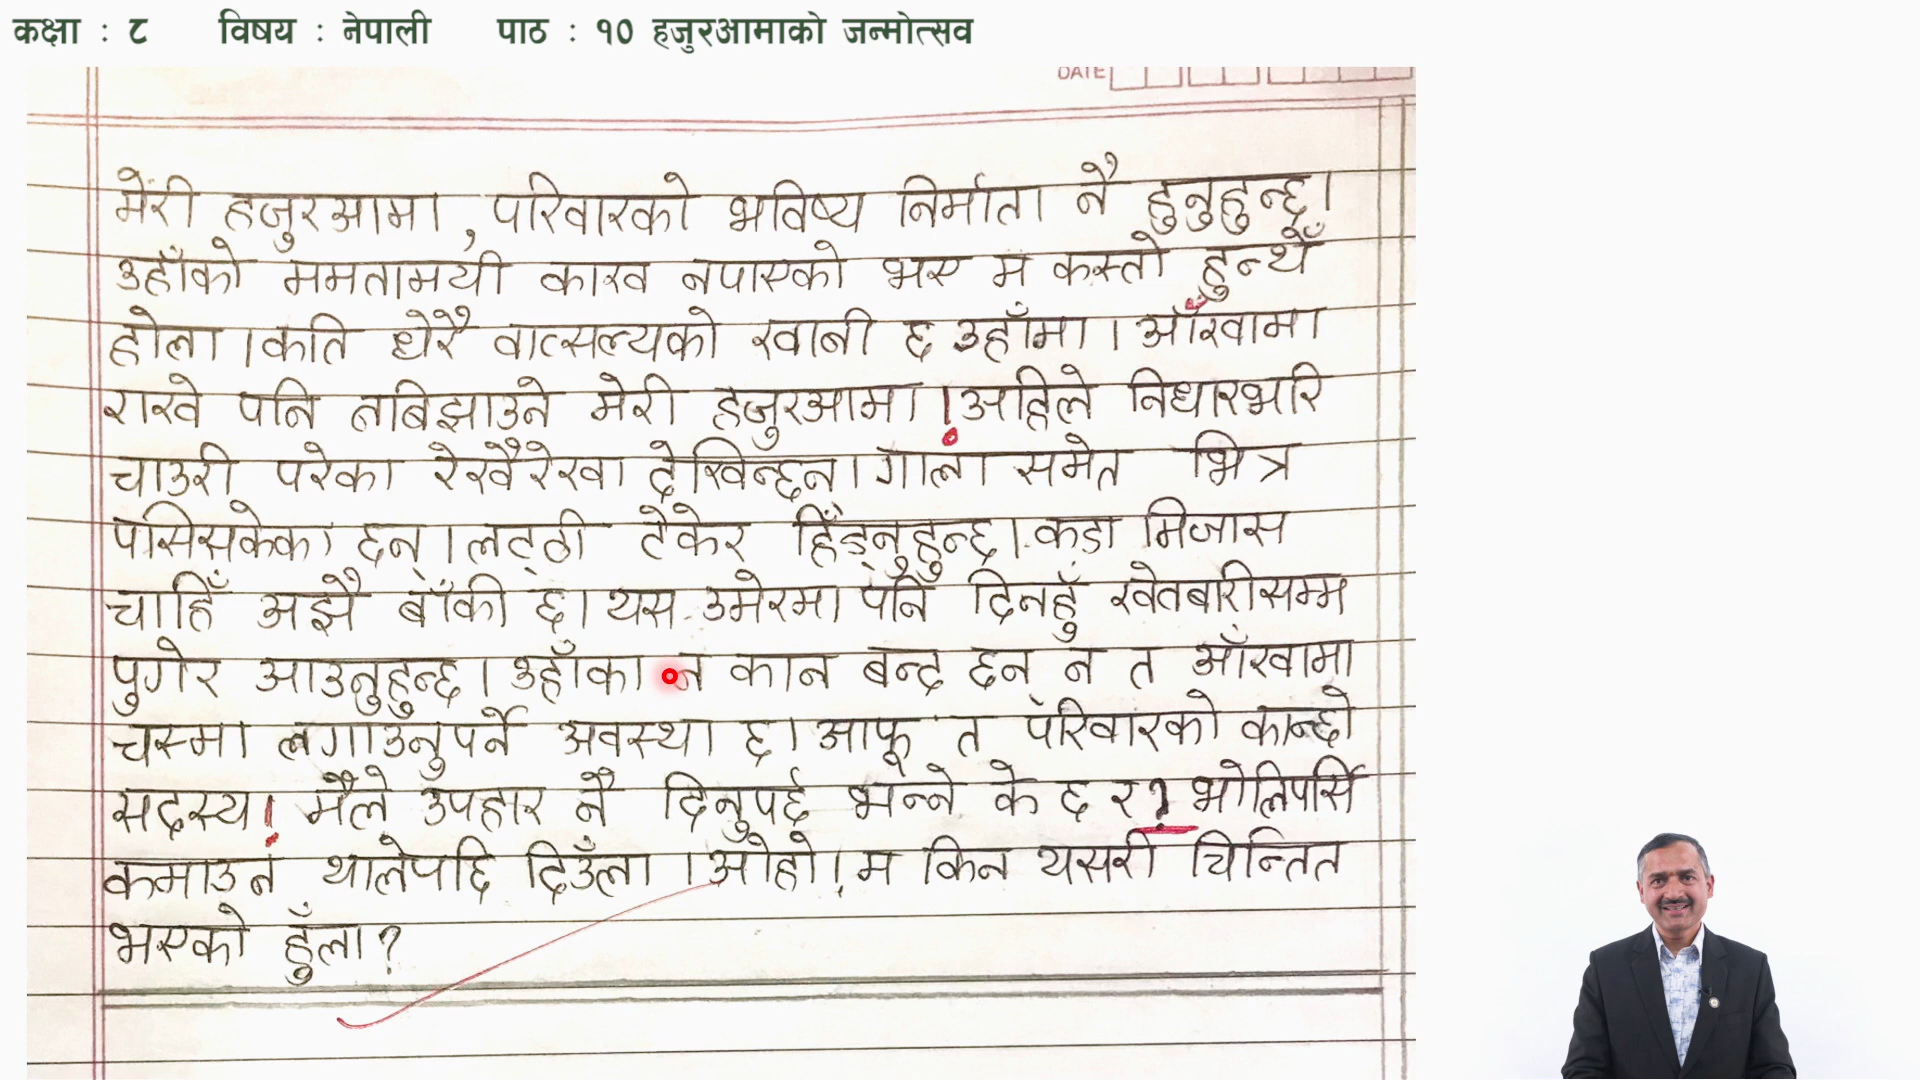 कक्षा : ८ विषय : नेपाली पाठ : १० हजुरआमाको जन्मोत्सव
DATE
मेरी हजुरआमा, परिवारको भविष्य निर्माता नै हुनुहुन्छ।
उहाँको ममतामयी काख नपाएको भए म कस्तो हुन्थेँ
होला। कति धेरै वात्सल्यको खानी छ उहाँमा। आँखामा
राखे पनि नबिझाउने मेरी हजुरआमा ! अहिले निधारभरि
चाउरी परेका रेखैरेखा देखिन्छन। गाला समेत भित्र
पसिसकेका छन्। लट्ठी टेकेर हिँड्नुहुन्छ। कडा मिजास
चाहिँ अझै बाँकी छ। यस उमेरमा पनि दिनहुँ खेतबारीसम्म
पुगेर आउनुहुन्छ। उहाँका न कान बन्द छन न त आँखामा
चस्मा लगाउनुपर्ने अवस्था छ। आफू त परिवारको कान्छो
सदस्य! मैले उपहार नै दिनुपर्छ भन्ने के छ र? भोलिपर्सि
कमाउन थालेपछि दिउँला। ओहो! म किन यसरी चिन्तित
भएको हुँला?